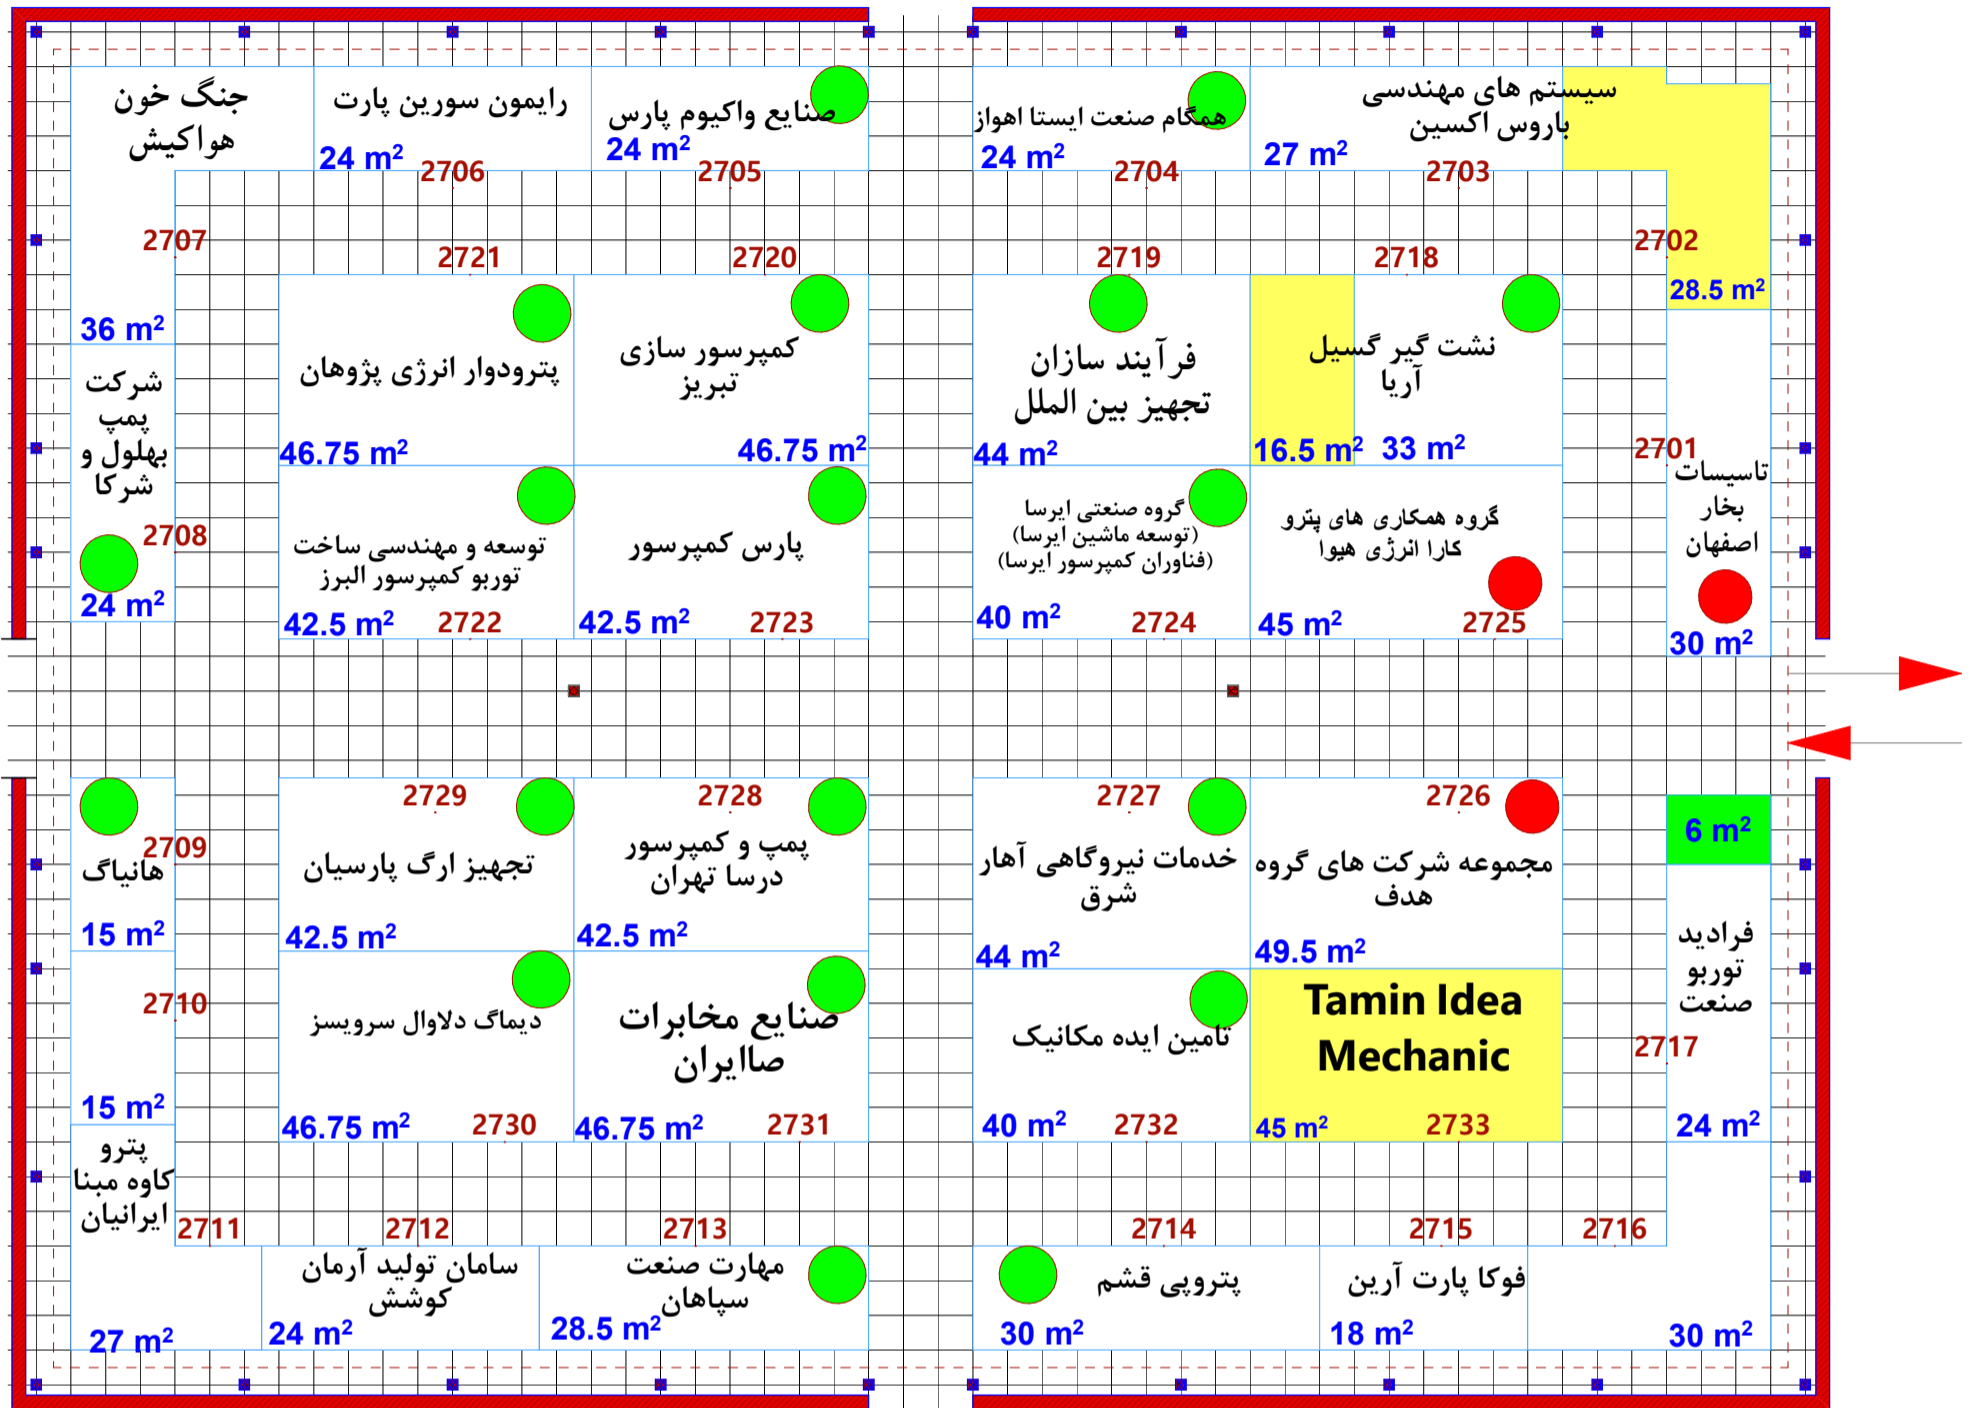 جنگ خون
هواکیش
36 m²
2707
رایمون سورین پارت
24 m²
2706
صنایع واکیوم پارس
24 m²
2705
همگام صنعت ایستا اهواز
24 m²
2704
سیستم های مهندسی
باروس اکسین
27 m²
2703
2702
28.5 m²
2721
پترودوار انرژی پژوهان
46.75 m²
2720
کمپرسور سازی
تبریز
46.75 m²
2719
فرآیند سازان
تجهیز بین الملل
44 m²
2718
نشت گیر گسیل
آریا
16.5 m²
33 m²
2701
تاسیسات
بخار
اصفهان
30 m²
شرکت
پمپ
بهلول و
شرکا
2708
24 m²
توسعه و مهندسی ساخت
توربو کمپرسور البرز
42.5 m²
2722
پارس کمپرسور
42.5 m²
2723
گروه صنعتی ایرسا
(توسعه ماشین ایرسا)
(فناوران کمپرسور آیرسا)
40 m²
2724
گروه همکاری های پترو
کارا انرژی هیوا
45 m²
2725
2709
هانیاگ
15 m²
2729
تجهیز ارگ پارسیان
42.5 m²
2728
پمپ و کمپرسور
درسا تهران
42.5 m²
2727
خدمات نیروگاهی آهار
شرق
44 m²
2726
مجموعه شرکت های گروه
هدف
49.5 m²
6 m²
فرادید
توربو
صنعت
2717
24 m²
2710
15 m²
دیماگ دلاوال سرویسز
46.75 m²
2730
صنایع مخابرات
صاایران
46.75 m²
2731
تامین ایده مکانیک
40 m²
2732
Tamin Idea
Mechanic
45 m²
2733
پترو
کاوه مبنا
ایرانیان
2711
27 m²
2712
سامان تولید آرمان
کوشش
24 m²
2713
مهارت صنعت
سپاهان
28.5 m²
2714
پتروپی قشم
30 m²
2715
فوکا پارت آرین
18 m²
2716
30 m²